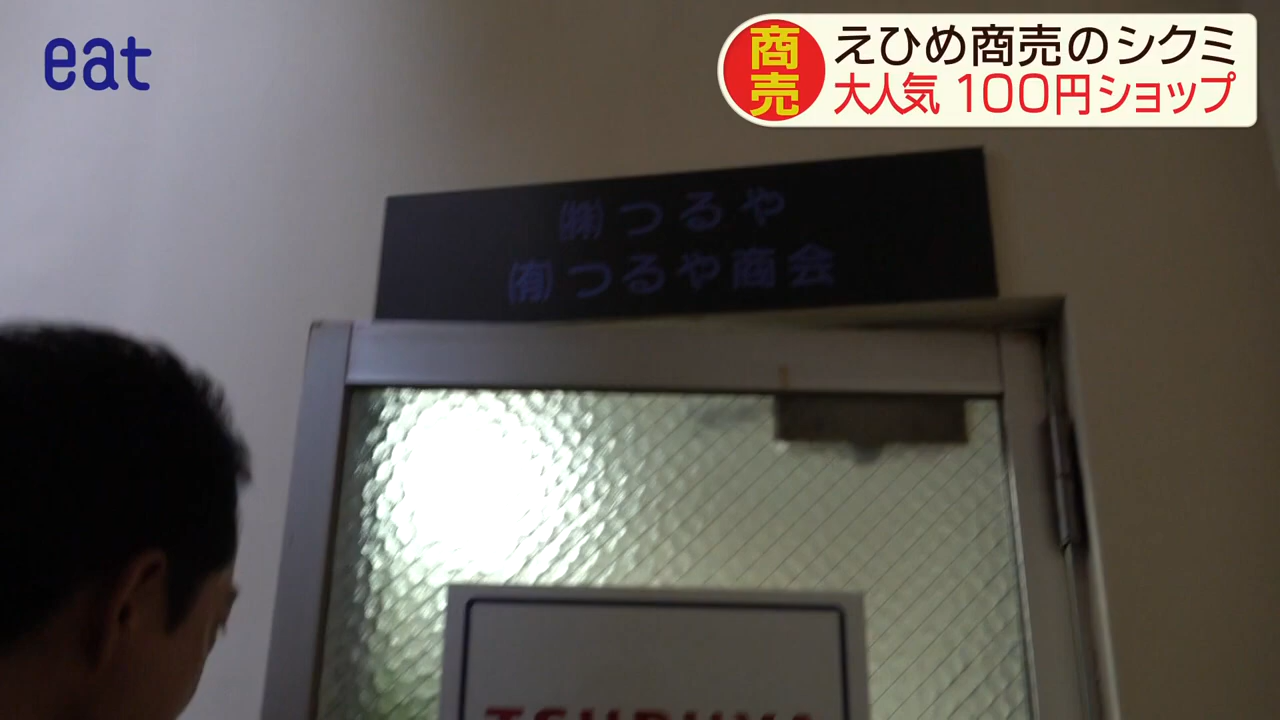 eat
商売
えひめ商売のシクミ
大人気 100円ショップ
㈱つるや
㈲つるや商会
TSURUYA